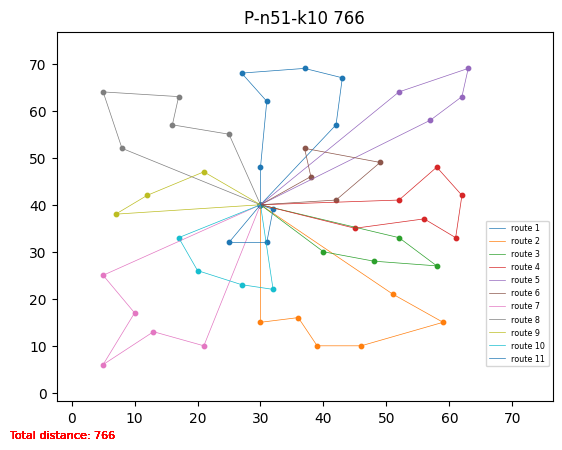 P-n51-k10 766
70
60
50
40
30
20
10
0
0 10 20 30 40 50 60 70
route 1
route 2
route 3
route 4
route 5
route 6
route 7
route 8
route 9
route 10
route 11
Total distance: 766